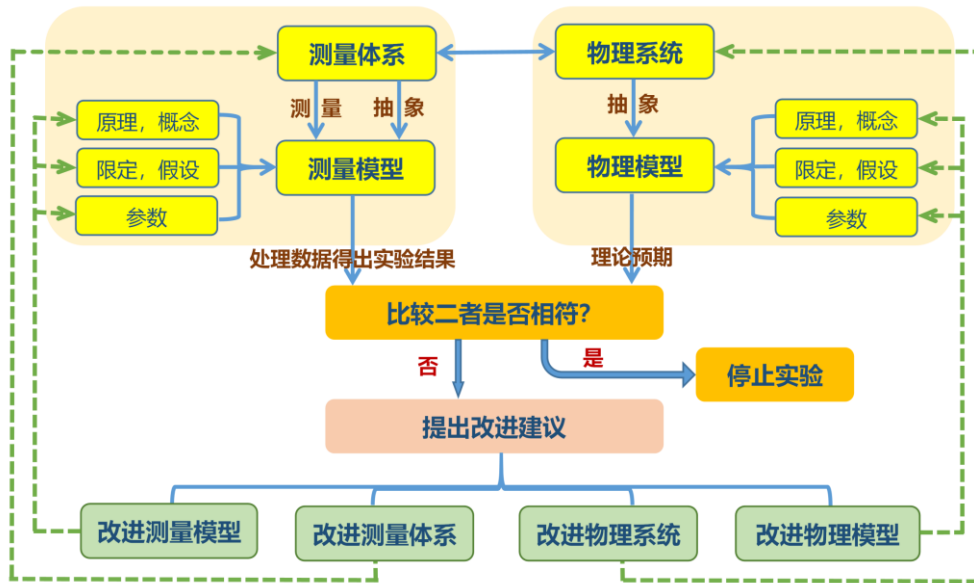 测量体系
物理系统
测 量
抽 象
抽 象
原理，概念
限定，假设
参数
测量模型
物理模型
原理，概念
限定，假设
参数
处理数据得出实验结果
理论预期
比较二者是否相符？
否
是
停止实验
提出改进建议
改进测量模型
改进测量体系
改进物理系统
改进物理模型